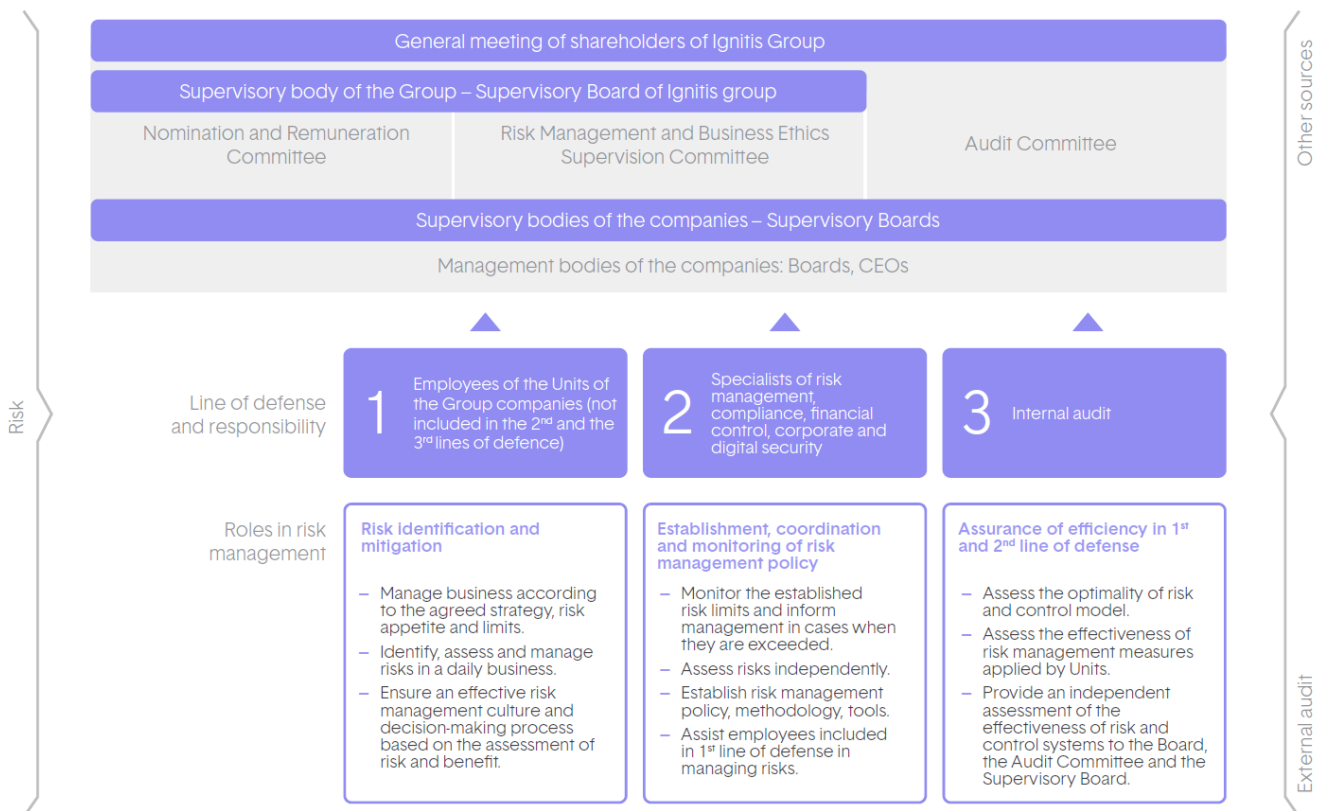 General meeting of shareholders of Ignitis Group
Supervisory body of the Group – Supervisory Board of Ignitis group
Nomination and Remuneration
Committee
Risk Management and Business Ethics
Supervision Committee
Audit Committee
Supervisory bodies of the companies – Supervisory Boards
Management bodies of the companies: Boards, CEOs
Risk
Other sources
External audit
Line of defense
and responsibility
1
Employees of the Units of
the Group companies (not
included in the 2nd and the
3rd lines of defence)
2
Specialists of risk
management,
compliance, financial
control, corporate and
digital security
3
Internal audit
Roles in risk
management
Risk identification and
mitigation
– Manage business according
to the agreed strategy, risk
appetite and limits.
– Identify, assess and manage
risks in a daily business.
– Ensure an effective risk
management culture and
decision-making process
based on the assessment of
risk and benefit.
Establishment, coordination
and monitoring of risk
management policy
– Monitor the established
risk limits and inform
management in cases when
they are exceeded.
– Assess risks independently.
– Establish risk management
policy, methodology, tools.
– Assist employees included
in 1st line of defense in
managing risks.
Assurance of efficiency in 1st
and 2nd line of defense
– Assess the optimality of risk
and control model.
– Assess the effectiveness of
risk management measures
applied by Units.
– Provide an independent
assessment of the
effectiveness of risk and
control systems to the Board,
the Audit Committee and the
Supervisory Board.